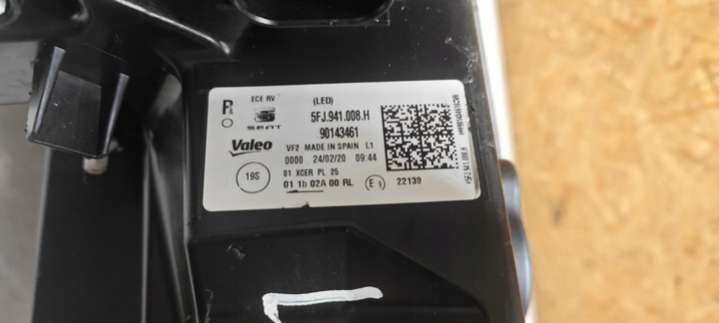 R ECE RV (LED)
SEAT 5FJ.941.008.H
90143461
Valeo VF2 MADE IN SPAIN L1
0000 24/02/20 09:44
19S 01 XCER PL 25
01 1b 02A 00 RL E9 22139